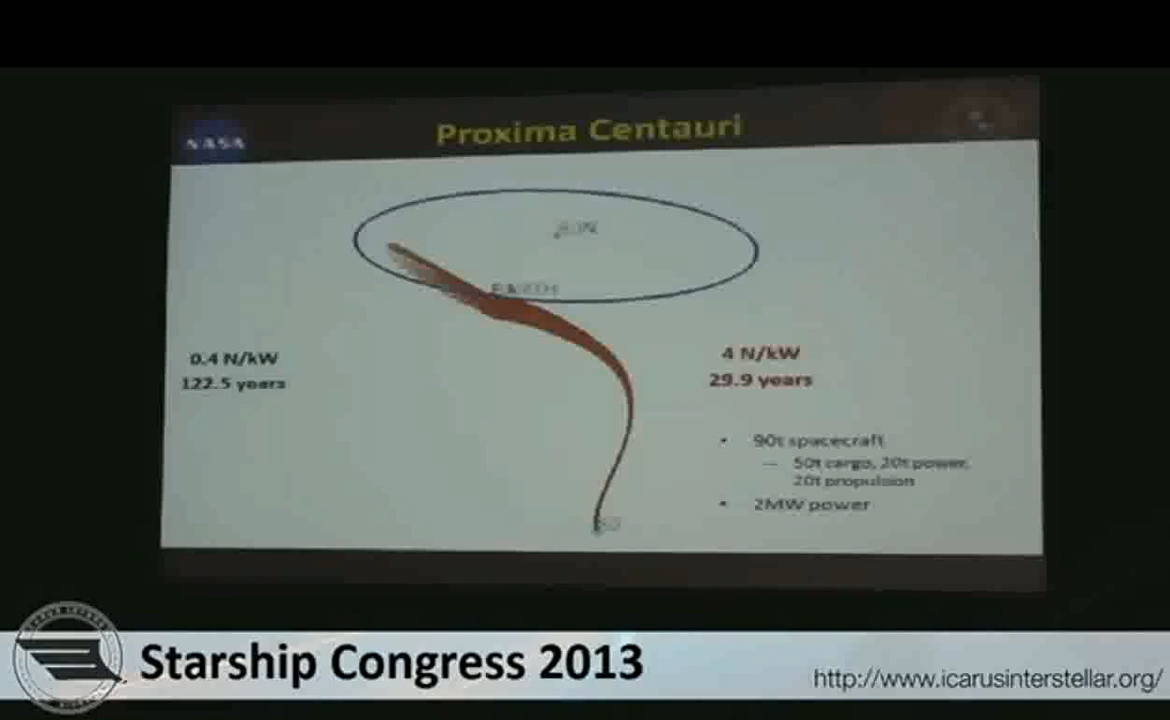 NASA
Proxima Centauri
SUN
EARTH
0.4 N/kW
122.5 years
4 N/kW
29.9 years
• 90t spacecraft
– 50t cargo, 20t power,
20t propulsion
• 2MW power
Starship Congress 2013
http://www.icarusinterstellar.org/